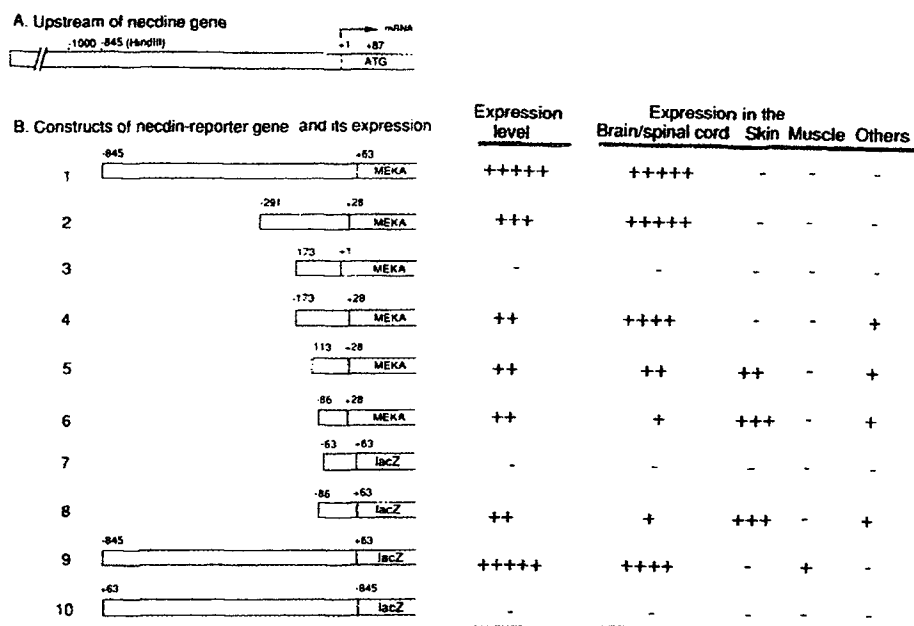 A. Upstream of necdine gene
mRNA
-1000 -845 (HindIII) +1 +87
ATG
B. Constructs of necdin-reporter gene and its expression
Expression level
Expression in the
Brain/spinal cord Skin Muscle Others
-845 +63
1 MEKA +++++ +++++ - - -
-291 +28
2 MEKA +++ +++++ - - -
173 +1
3 MEKA - - - - -
-173 +28
4 MEKA ++ ++++ - - +
113 -28
5 MEKA ++ ++ ++ - +
-86 +28
6 MEKA ++ + +++ - +
-63 +63
7 lacZ - - - - -
-86 +63
8 lacZ ++ + +++ - +
-845 +63
9 lacZ +++++ ++++ - + -
+63 -845
10 lacZ - - - - -